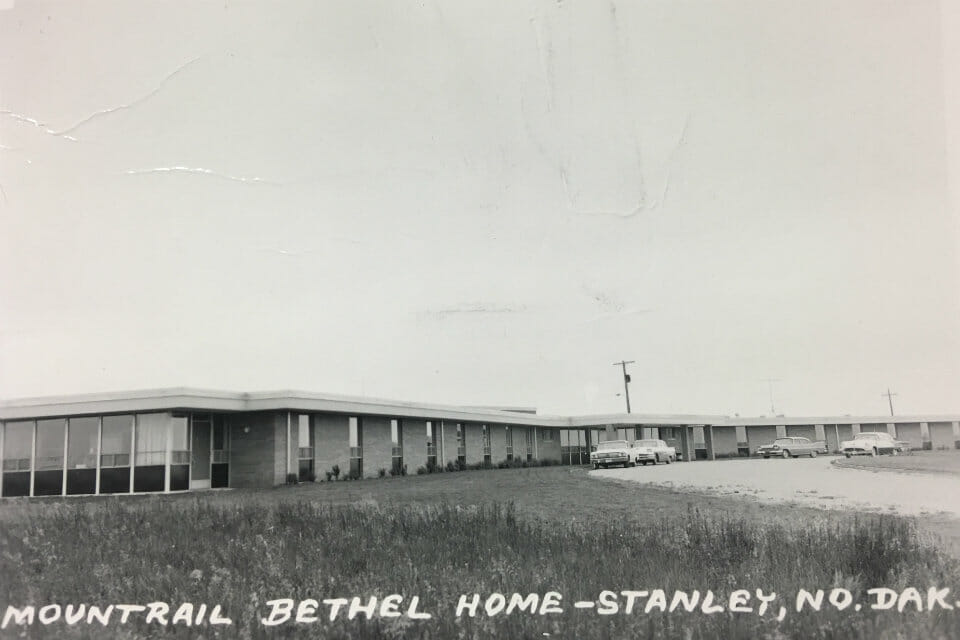 MOUNTRAIL BETHEL HOME-STANLEY, NO. DAK.